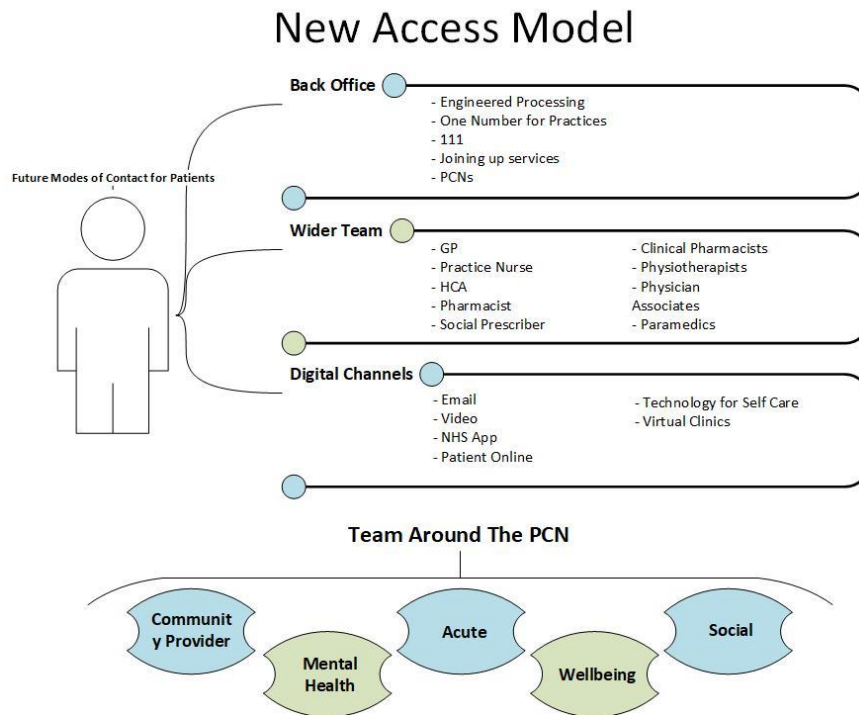 New Access Model
Future Modes of Contact for Patients
Back Office
- Engineered Processing
- One Number for Practices
- 111
- Joining up services
- PCNs
Wider Team
- GP
- Practice Nurse
- HCA
- Pharmacist
- Social Prescriber
- Clinical Pharmacists
- Physiotherapists
- Physician
Associates
- Paramedics
Digital Channels
- Email
- Video
- NHS App
- Patient Online
- Technology for Self Care
- Virtual Clinics
Team Around The PCN
Communit
y Provider
Mental
Health
Acute
Wellbeing
Social